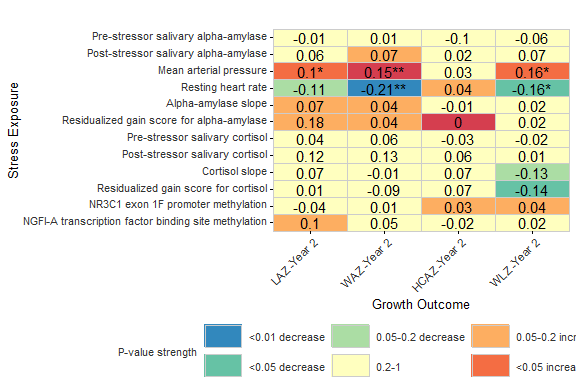 Pre-stressor salivary alpha-amylase -0.01 0.01 -0.1 -0.06
Post-stressor salivary alpha-amylase 0.06 0.07 0.02 0.07
Mean arterial pressure 0.1* 0.15** 0.03 0.16*
Resting heart rate -0.11 -0.21** 0.04 -0.16*
Alpha-amylase slope 0.07 0.04 -0.01 0.02
Residualized gain score for alpha-amylase 0.18 0.04 0 0.02
Pre-stressor salivary cortisol 0.04 0.06 -0.03 -0.02
Post-stressor salivary cortisol 0.12 0.13 0.06 0.01
Cortisol slope 0.07 -0.01 0.07 -0.13
Residualized gain score for cortisol 0.01 -0.09 0.07 -0.14
NR3C1 exon 1F promoter methylation -0.04 0.01 0.03 0.04
NGFI-A transcription factor binding site methylation 0.1 0.05 -0.02 0.02
Stress Exposure
LAZ-Year 2 WAZ-Year 2 HCAZ-Year 2 WLZ-Year 2
Growth Outcome
P-value strength
<0.01 decrease 0.05-0.2 decrease 0.05-0.2 incr
<0.05 decrease 0.2-1 <0.05 increa